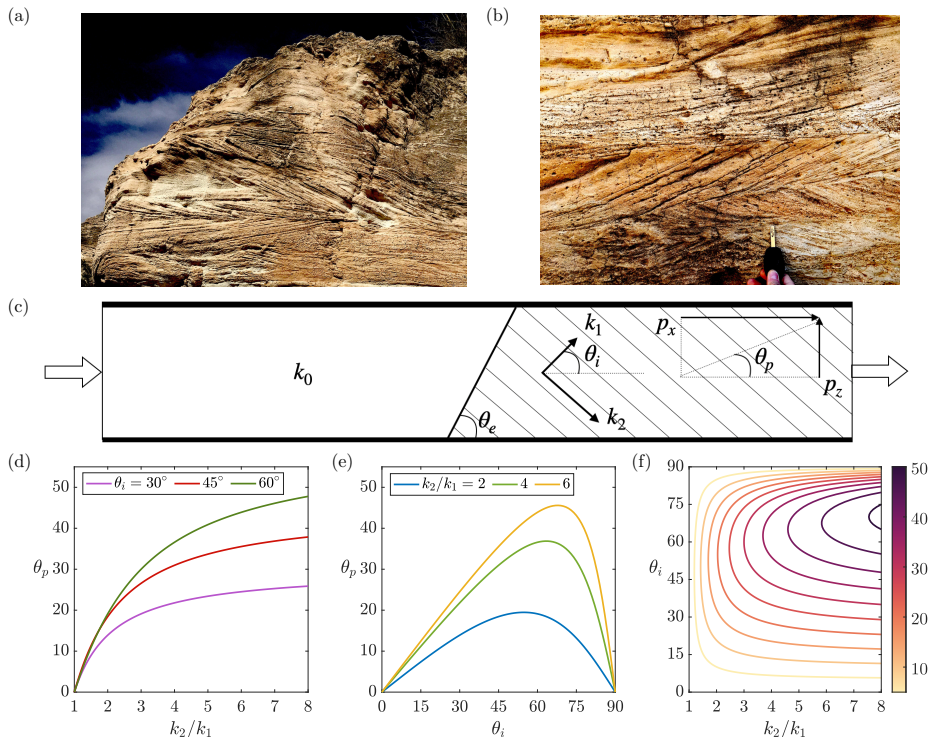 (a)
(b)
(c)
k₀
θₑ
k₁
θᵢ
k₂
pₓ
θₚ
p_z
(d)
θᵢ = 30° 45° 60°
50
40
θₚ 30
20
10
0
1 2 3 4 5 6 7 8
k₂/k₁
(e)
k₂/k₁ = 2 4 6
50
40
θₚ 30
20
10
0
0 15 30 45 60 75 90
θᵢ
(f)
90
75
60
θᵢ 45
30
15
0
1 2 3 4 5 6 7 8
k₂/k₁
50
40
30
20
10